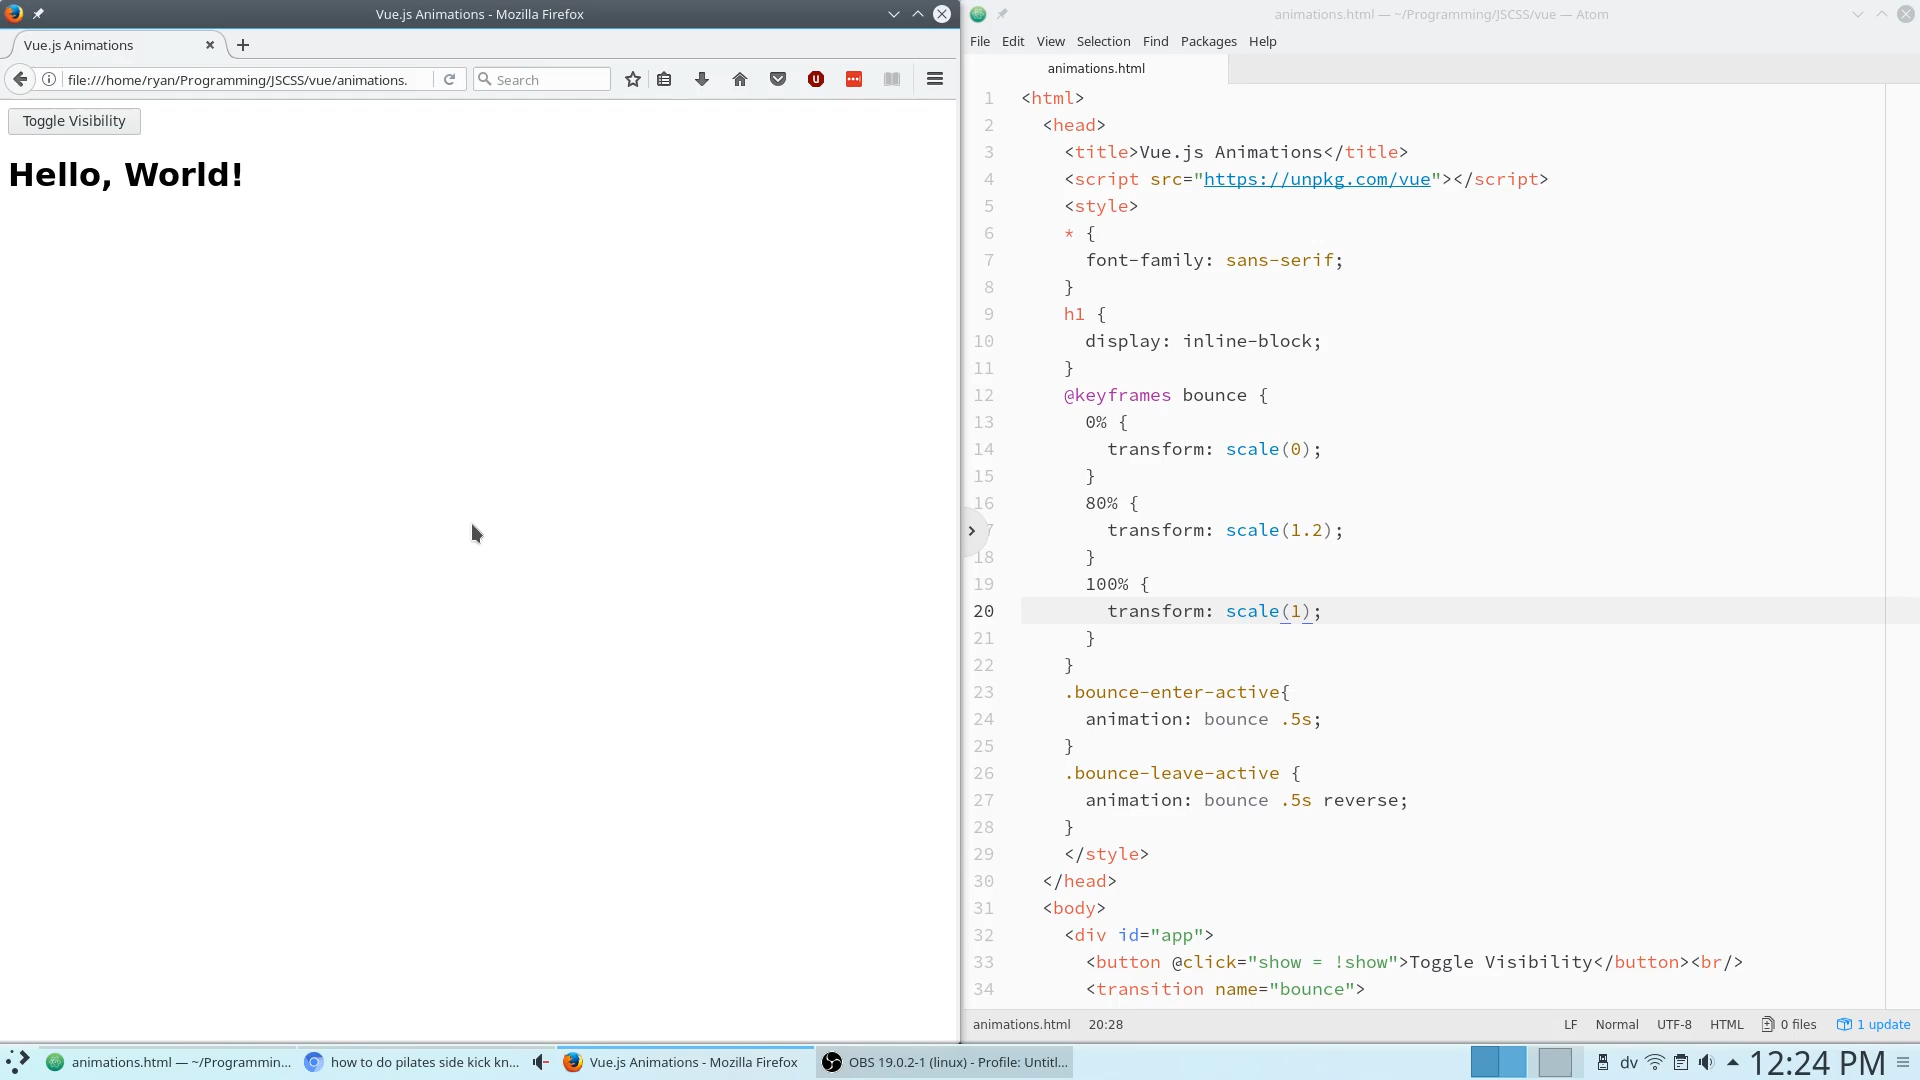 Vue.js Animations - Mozilla Firefox
Vue.js Animations
file:///home/ryan/Programming/JSCSS/vue/animations.
Search
Toggle Visibility
Hello, World!
animations.html — ~/Programming/JSCSS/vue — Atom
File Edit View Selection Find Packages Help
animations.html
1 <html>
2 <head>
3 <title>Vue.js Animations</title>
4 <script src="https://unpkg.com/vue"></script>
5 <style>
6 * {
7 font-family: sans-serif;
8 }
9 h1 {
10 display: inline-block;
11 }
12 @keyframes bounce {
13 0% {
14 transform: scale(0);
15 }
16 80% {
7 transform: scale(1.2);
18 }
19 100% {
20 transform: scale(1);
21 }
22 }
23 .bounce-enter-active{
24 animation: bounce .5s;
25 }
26 .bounce-leave-active {
27 animation: bounce .5s reverse;
28 }
29 </style>
30 </head>
31 <body>
32 <div id="app">
33 <button @click="show = !show">Toggle Visibility</button><br/>
34 <transition name="bounce">
animations.html 20:28 LF Normal UTF-8 HTML 0 files 1 update
animations.html — ~/Programmin... how to do pilates side kick kn... Vue.js Animations - Mozilla Firefox OBS 19.0.2-1 (linux) - Profile: Untitl... dv 12:24 PM